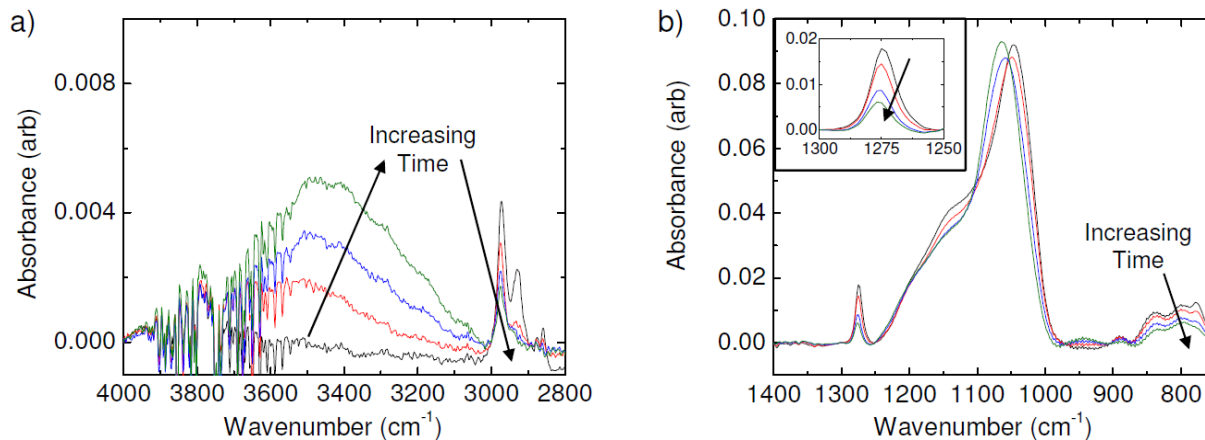 a)
0.008
0.004
0.000
Absorbance (arb)
Increasing
Time
4000 3800 3600 3400 3200 3000 2800
Wavenumber (cm⁻¹)
b)
0.10
0.08
0.06
0.04
0.02
0.00
Absorbance (arb)
0.02
0.01
0.00
1300 1275 1250
Increasing
Time
1400 1300 1200 1100 1000 900 800
Wavenumber (cm⁻¹)